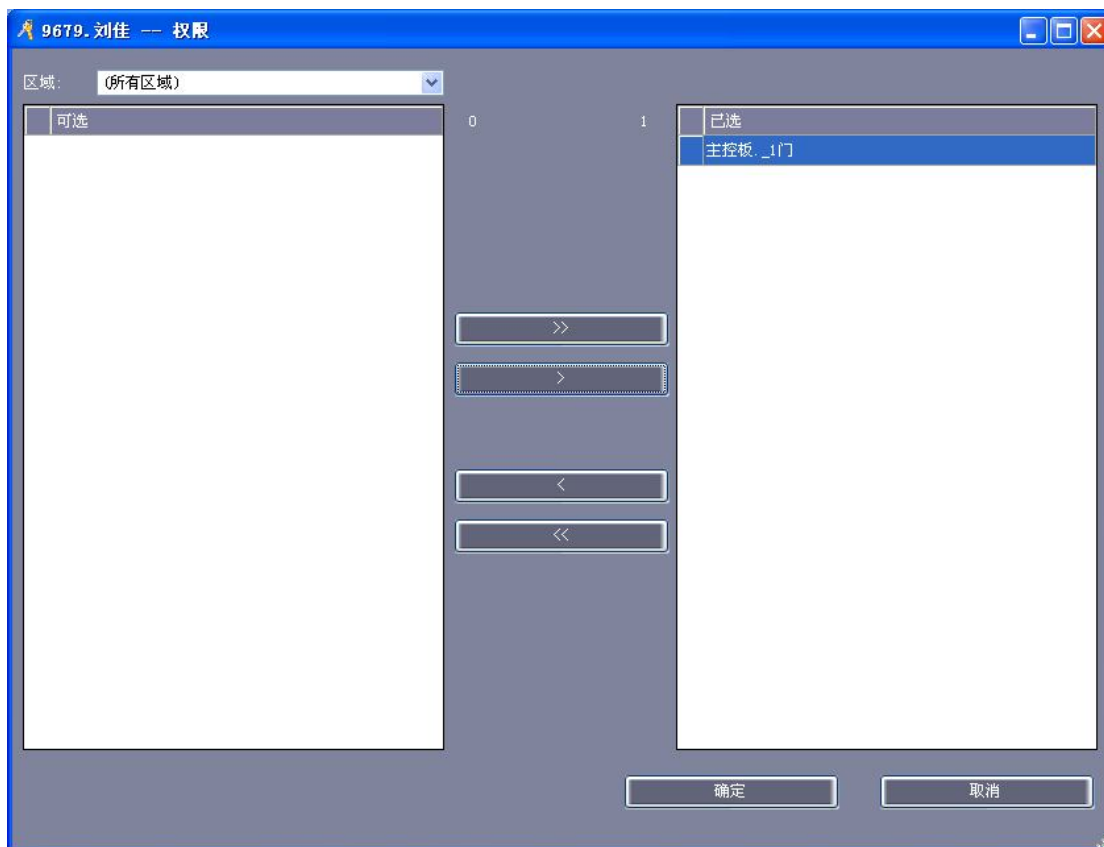 9679.刘佳 -- 权限
区域: (所有区域)
可选 0 1 已选
主控板._1门
>>
>
<
<<
确定 取消